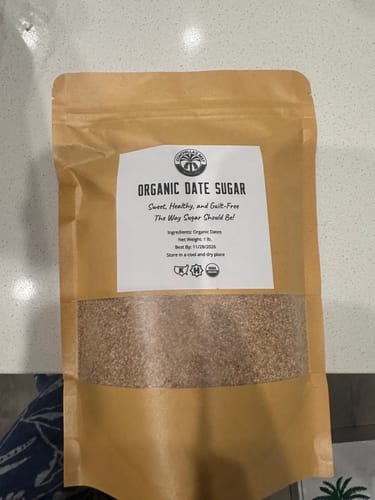 ORGANIC DATE SUGAR
Sweet, Healthy, and Guilt-Free
The Way Sugar Should Be!
Ingredients: Organic Dates
Net Weight: 1 lb.
Best By: 11/28/2026
Store in a cool and dry place